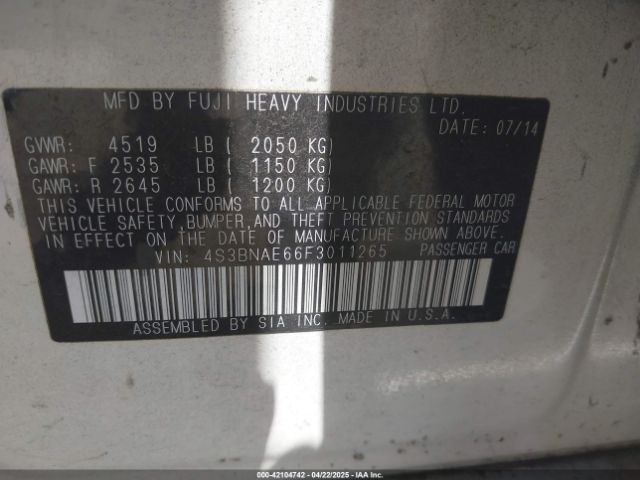 MFD BY FUJI HEAVY INDUSTRIES LTD.
DATE: 07/14
GVWR: 4519 LB ( 2050 KG)
GAWR: F 2535 LB ( 1150 KG)
GAWR: R 2645 LB ( 1200 KG)
THIS VEHICLE CONFORMS TO ALL APPLICABLE FEDERAL MOTOR
VEHICLE SAFETY,BUMPER,AND THEFT PREVENTION STANDARDS
IN EFFECT ON THE DATE OF MANUFACTURE SHOWN ABOVE.
VIN: 4S3BNAE66F3011265 PASSENGER CAR
ASSEMBLED BY SIA INC. MADE IN U.S.A.
000-42104742 - 04/22/2025 - IAAI.COM